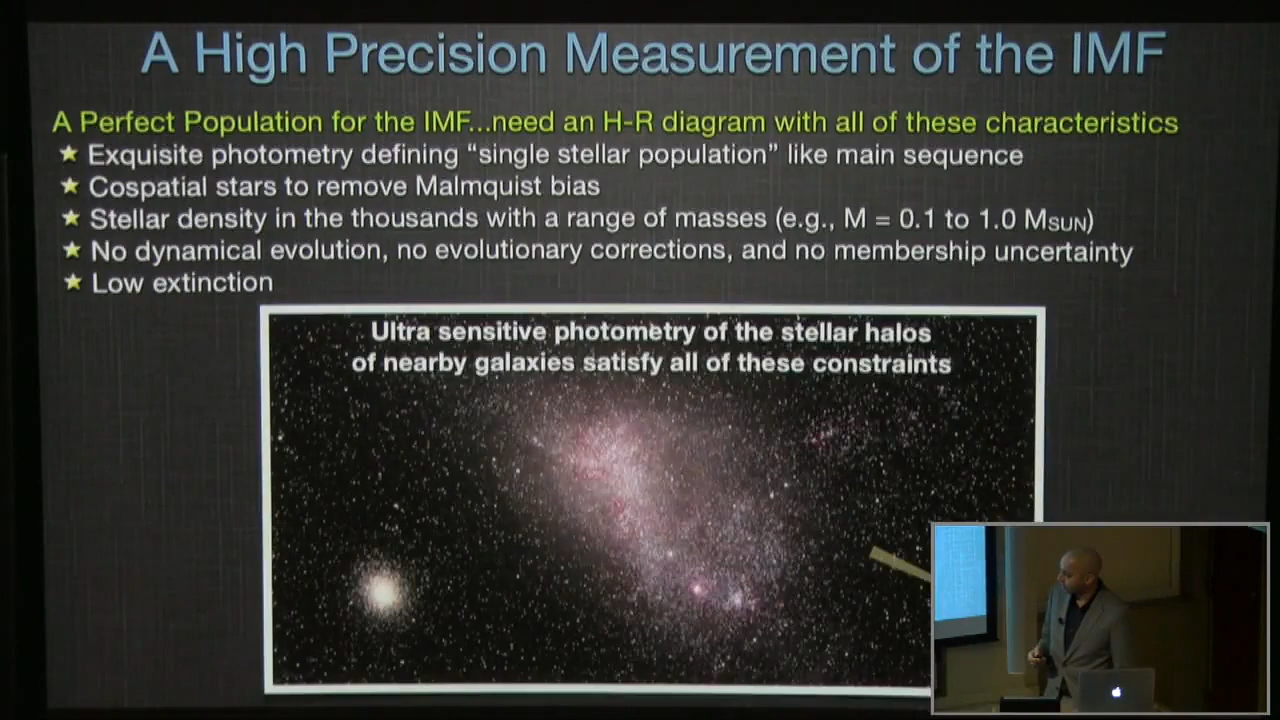 A High Precision Measurement of the IMF
A Perfect Population for the IMF...need an H-R diagram with all of these characteristics
★ Exquisite photometry defining “single stellar population” like main sequence
★ Cospatial stars to remove Malmquist bias
★ Stellar density in the thousands with a range of masses (e.g., M = 0.1 to 1.0 MSUN)
★ No dynamical evolution, no evolutionary corrections, and no membership uncertainty
★ Low extinction
Ultra sensitive photometry of the stellar halos
of nearby galaxies satisfy all of these constraints